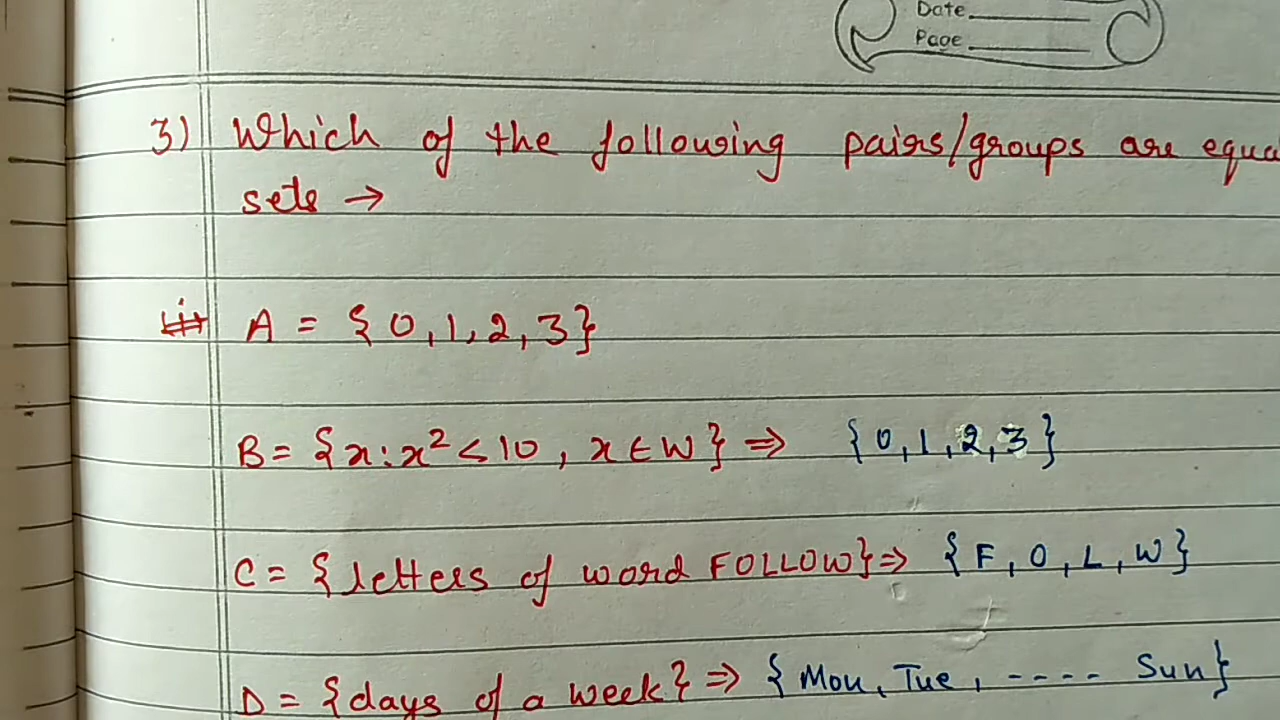 Date
Page
3) Which of the following pairs/groups are equa
sets →
A = {0,1,2,3}
B = {x:x²<10, x∈W} ⇒ {0,1,2,3}
C = {letters of word FOLLOW} ⇒ {F,O,L,W}
D = {days of a week} ⇒ {Mon, Tue, ---- Sun}